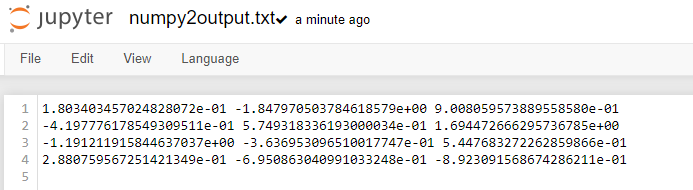 jupyter numpy2output.txt✔ a minute ago
File Edit View Language
1 1.803403457024828072e-01 -1.847970503784618579e+00 9.008059573889558580e-01
2 -4.197776178549309511e-01 5.749318336193000034e-01 1.694472666295736785e+00
3 -1.191211915844637037e+00 -3.636953096510017747e-01 5.447683272262859866e-01
4 2.880759567251421349e-01 -6.950863040991033248e-01 -8.923091568674286211e-01
5